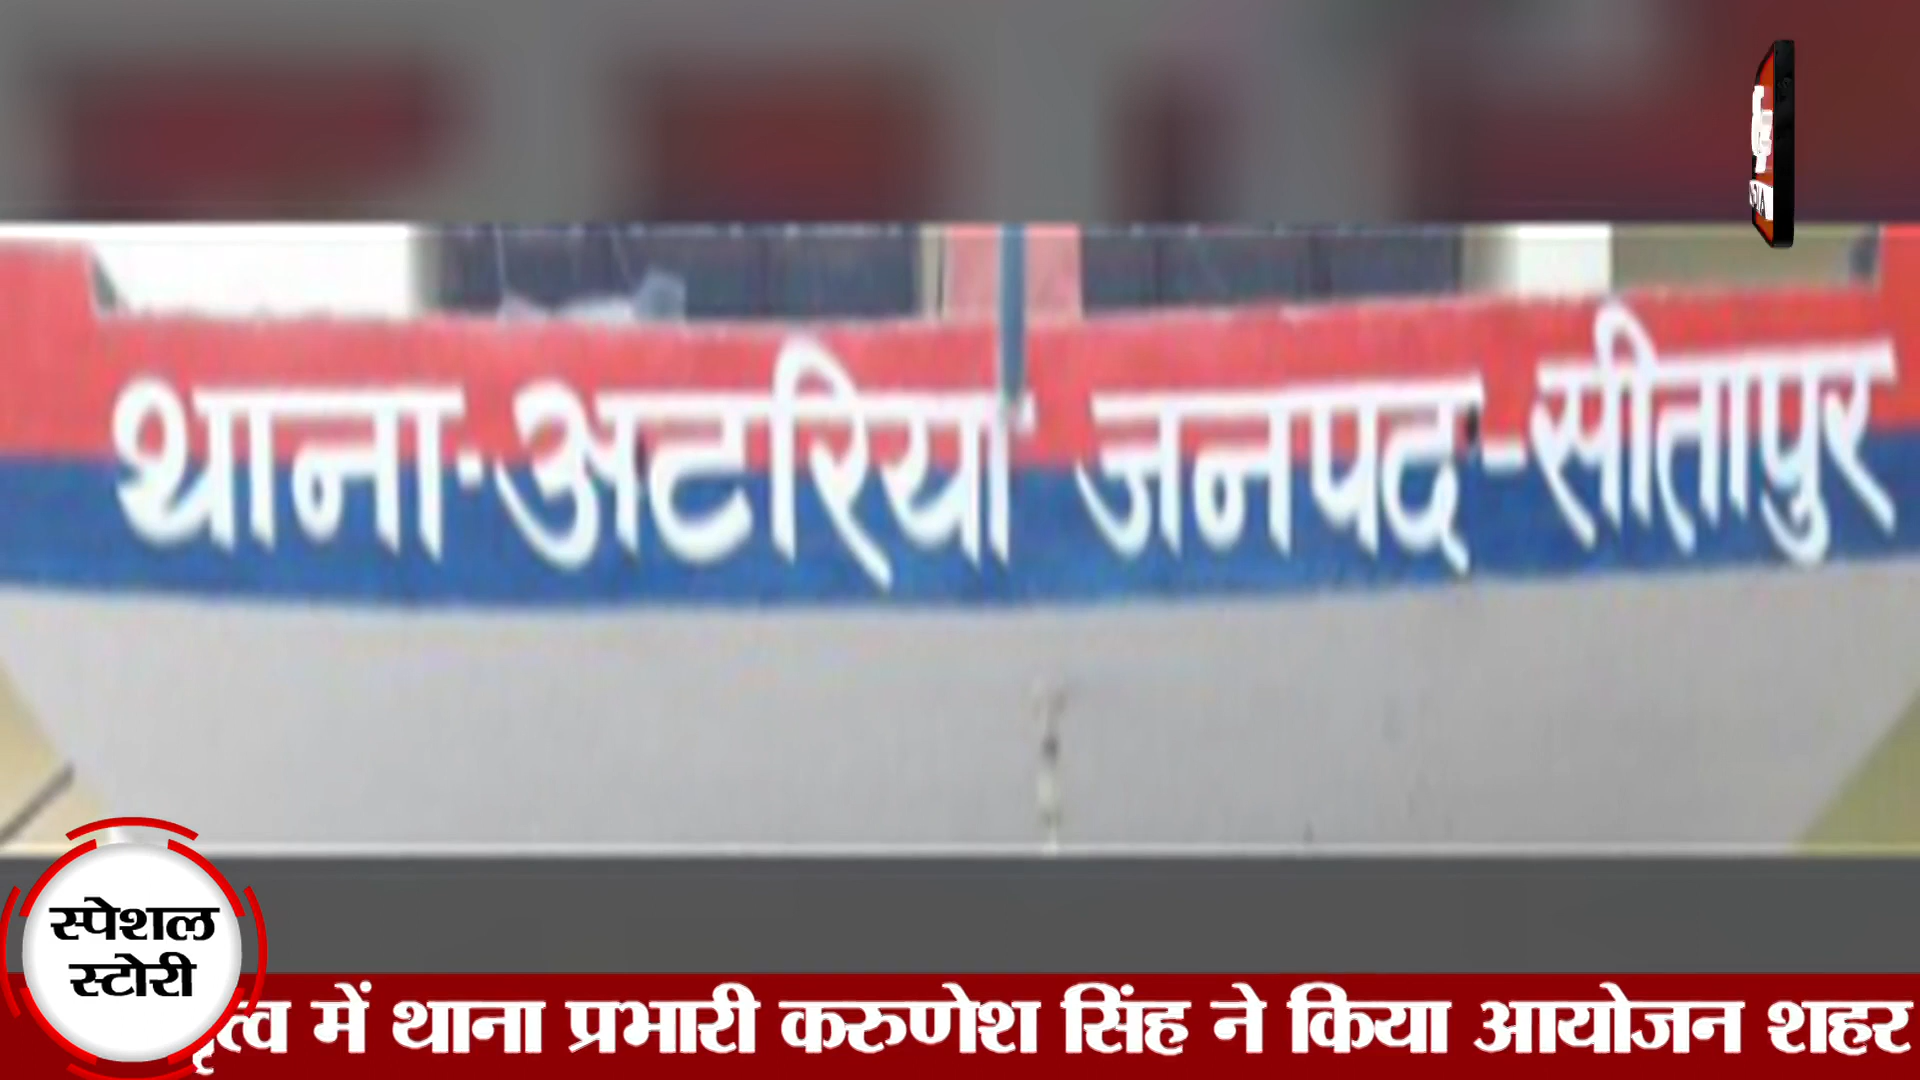 थाना-अटरिया जनपद-सीतापुर
स्पेशल
स्टोरी
में थाना प्रभारी करुणेश सिंह ने किया आयोजन शहर